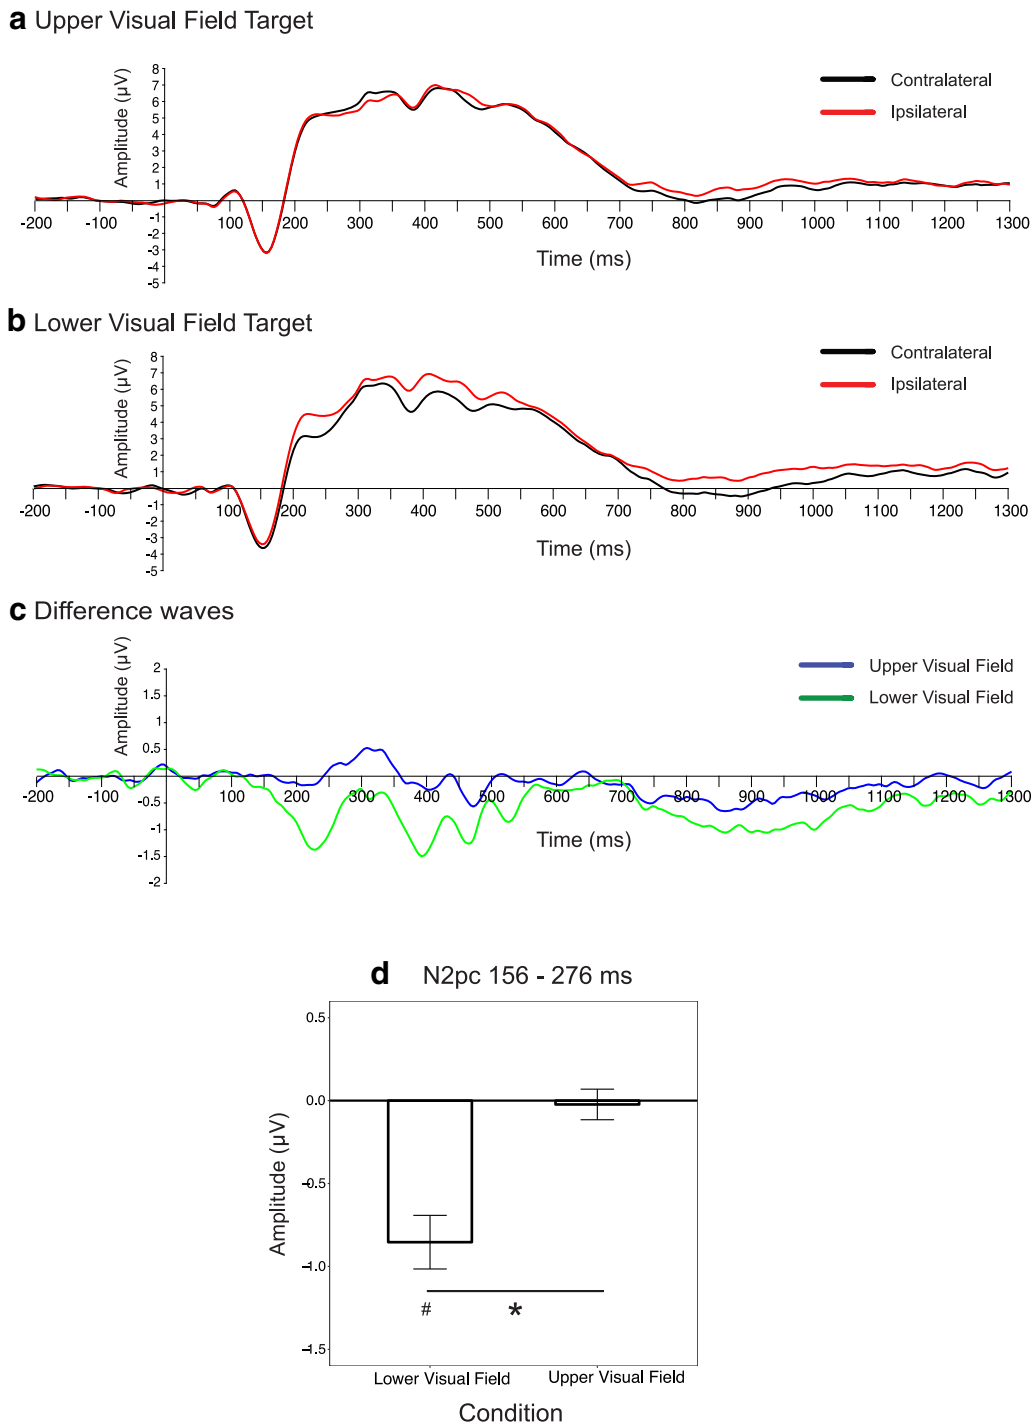 a Upper Visual Field Target
Amplitude (µV)
8
7
6
5
4
3
2
1
-1
-2
-3
-4
-5
-200 -100 100 200 300 400 500 600 700 800 900 1000 1100 1200 1300
Time (ms)
Contralateral
Ipsilateral
b Lower Visual Field Target
Amplitude (µV)
8
7
6
5
4
3
2
1
-1
-2
-3
-4
-5
-200 -100 100 200 300 400 500 600 700 800 900 1000 1100 1200 1300
Time (ms)
Contralateral
Ipsilateral
c Difference waves
Amplitude (µV)
2
1.5
1
0.5
-0.5
-1
-1.5
-2
-200 -100 100 200 300 400 500 600 700 800 900 1000 1100 1200 1300
Time (ms)
Upper Visual Field
Lower Visual Field
d N2pc 156 - 276 ms
Amplitude (µV)
0.5
0.0
-0.5
-1.0
-1.5
# *
Lower Visual Field Upper Visual Field
Condition